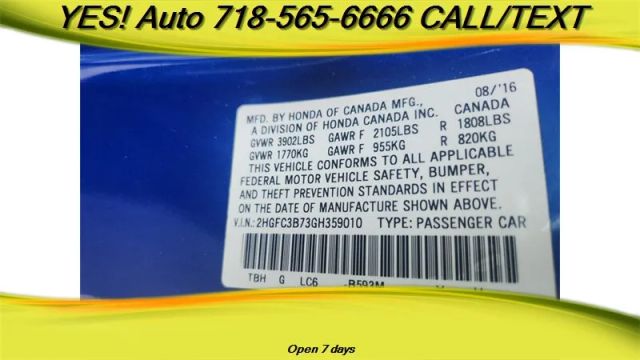 YES! Auto 718-565-6666 CALL/TEXT
MFD. BY HONDA OF CANADA MFG., 08/'16
A DIVISION OF HONDA CANADA INC. CANADA
GVWR 3902LBS GAWR F 2105LBS R 1808LBS
GVWR 1770KG GAWR F 955KG R 820KG
THIS VEHICLE CONFORMS TO ALL APPLICABLE
FEDERAL MOTOR VEHICLE SAFETY, BUMPER,
AND THEFT PREVENTION STANDARDS IN EFFECT
ON THE DATE OF MANUFACTURE SHOWN ABOVE.
V.I.N.: 2HGFC3B73GH359010 TYPE: PASSENGER CAR
TBH G LC6 -B593M
Open 7 days